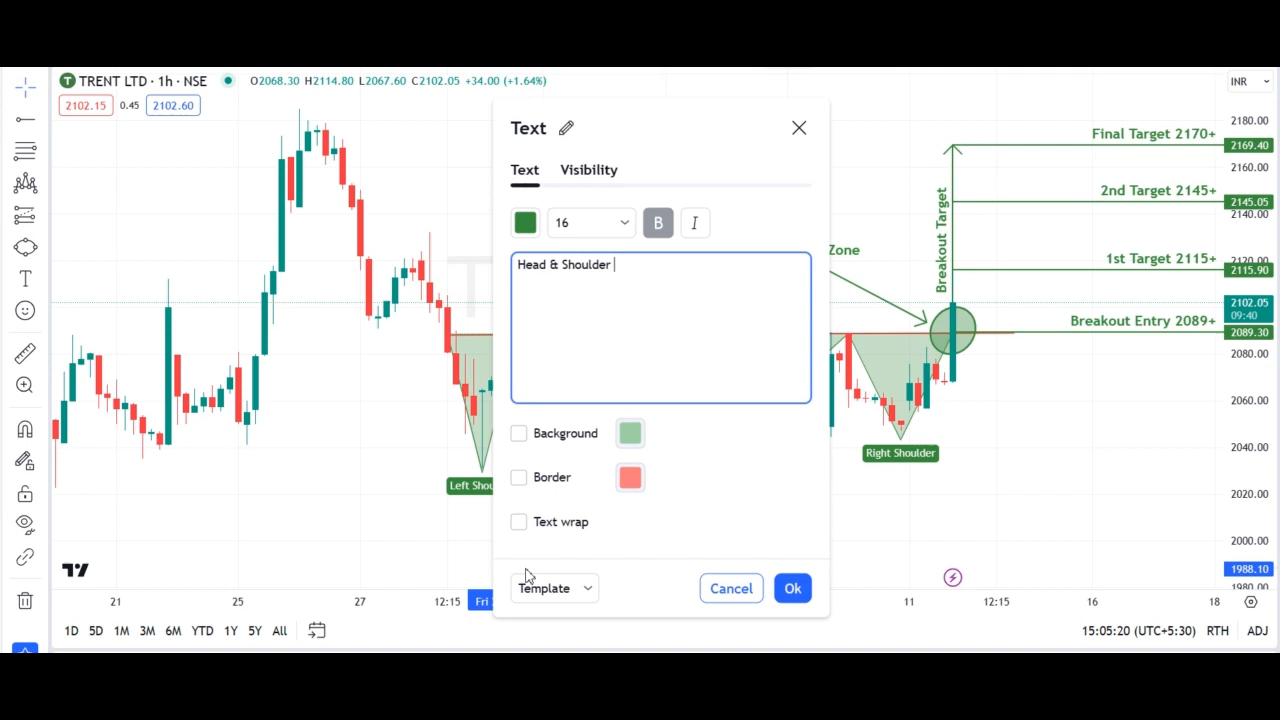 TRENT LTD · 1h · NSE O2068.30 H2114.80 L2067.60 C2102.05 +34.00 (+1.64%)
INR
2102.15 0.45 2102.60
Text
Text Visibility
16 B I
Head & Shoulder
Background
Border
Text wrap
Template
Cancel Ok
Zone
Breakout Target
Final Target 2170+
2nd Target 2145+
1st Target 2115+
Breakout Entry 2089+
Left Shou
Right Shoulder
2180.00
2169.40
2160.00
2145.05
2140.00
2120.00
2115.90
2102.05
09:40
2089.30
2080.00
2060.00
2040.00
2020.00
2000.00
1988.10
1980.00
21 25 27 12:15 Fri 11 12:15 16 18
1D 5D 1M 3M 6M YTD 1Y 5Y All
15:05:20 (UTC+5:30) RTH ADJ